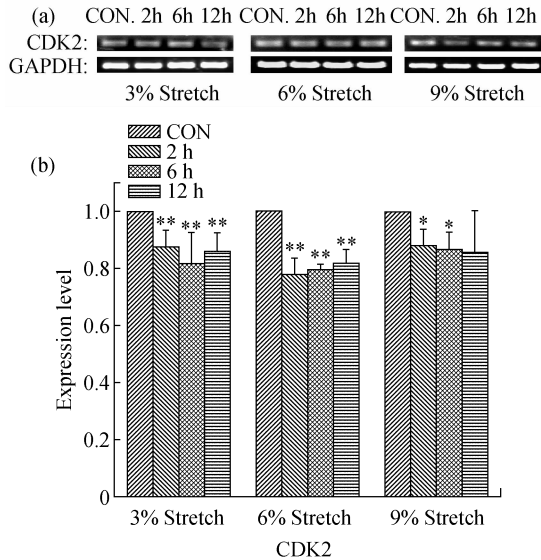 (a) CON. 2h 6h 12h CON. 2h 6h 12h CON. 2h 6h 12h
CDK2:
GAPDH:
3% Stretch 6% Stretch 9% Stretch
(b)
CON
2 h
6 h
12 h
Expression level
1.0
0.8
0.6
0.4
0.2
0
** ** **
** ** **
* *
3% Stretch 6% Stretch 9% Stretch
CDK2